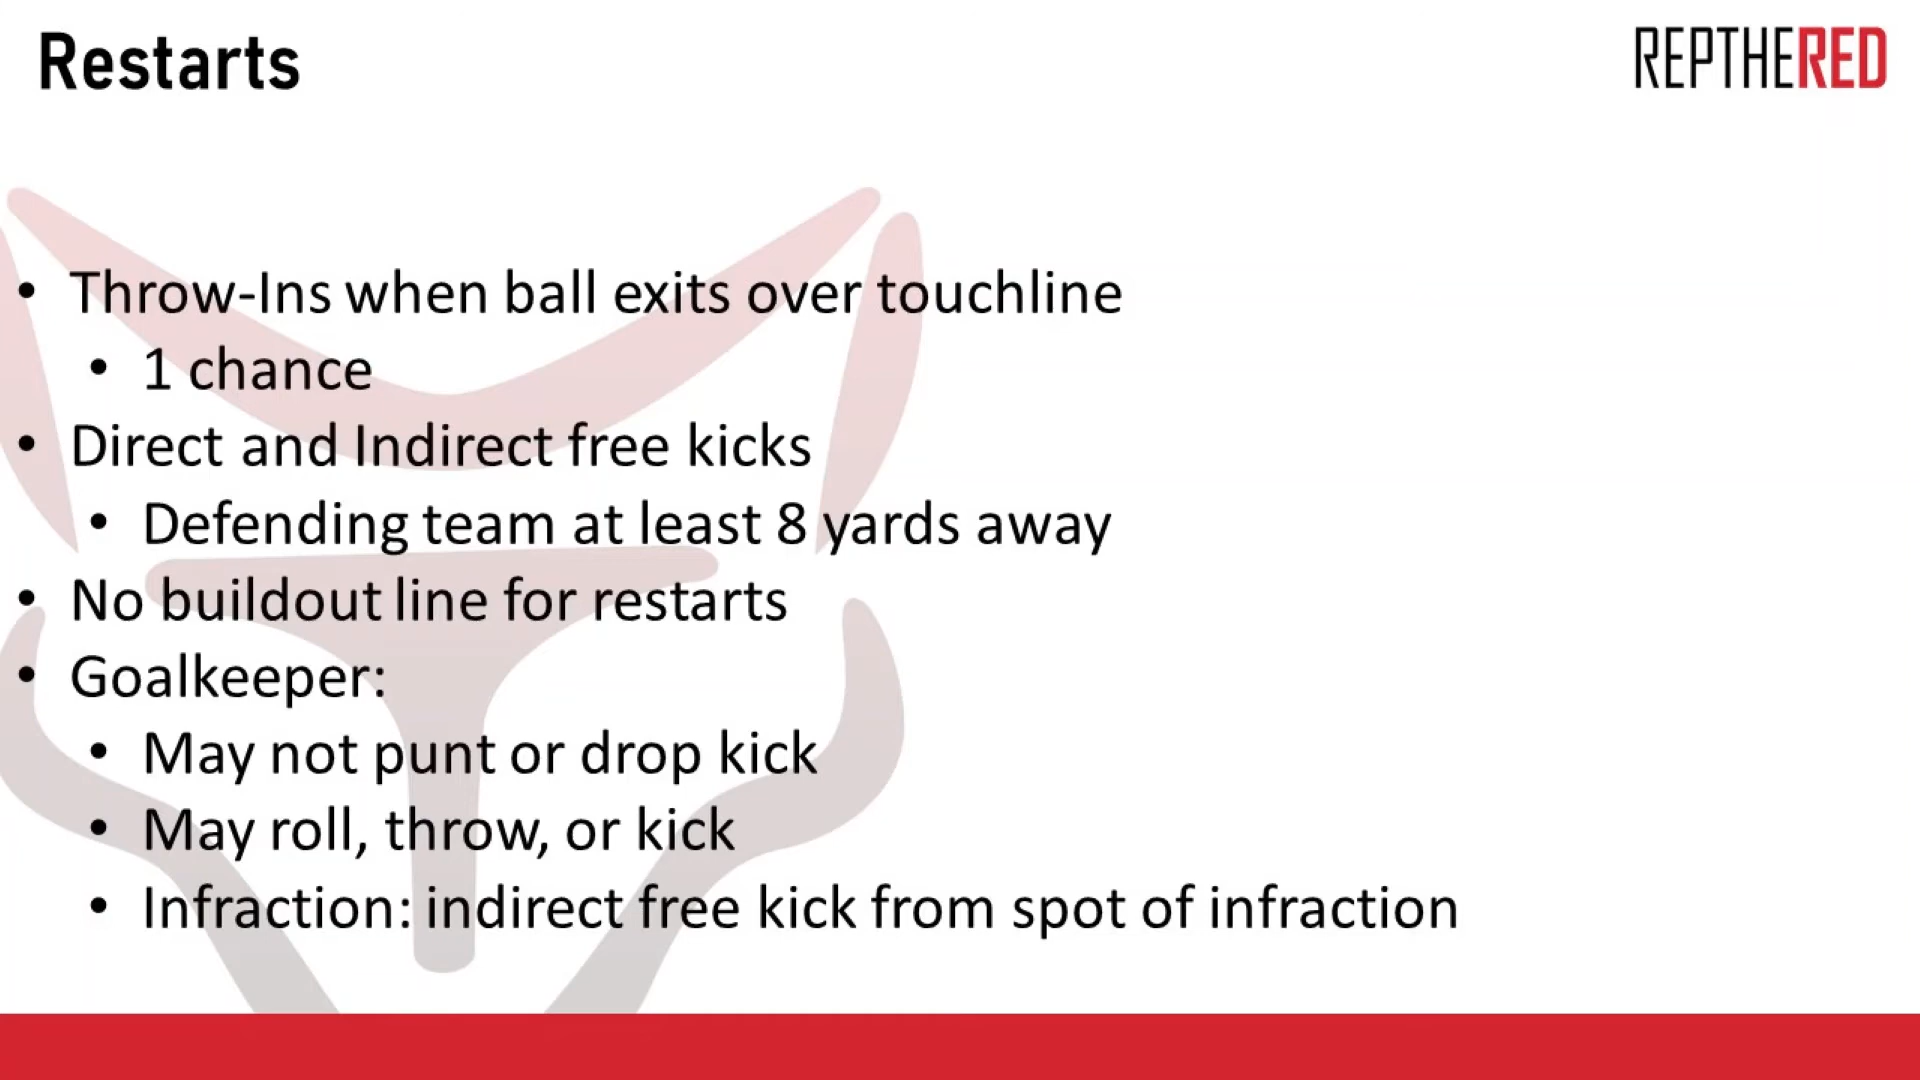 Restarts
REPTHERED
• Throw-Ins when ball exits over touchline
• 1 chance
• Direct and Indirect free kicks
• Defending team at least 8 yards away
• No buildout line for restarts
• Goalkeeper:
• May not punt or drop kick
• May roll, throw, or kick
• Infraction: indirect free kick from spot of infraction